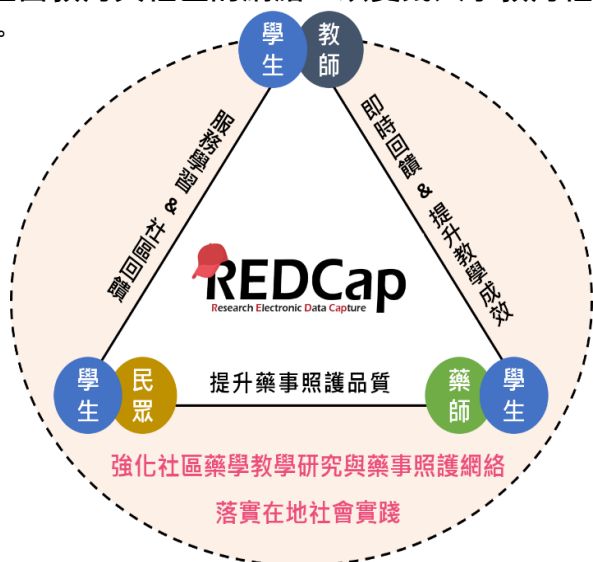 。
學生
教師
服務學習 & 社區回饋
即時回饋 & 提升教學成效
REDCap
Research Electronic Data Capture
學生
民眾
提升藥事照護品質
藥師
學生
強化社區藥學教學研究與藥事照護網絡
落實在地社會實踐